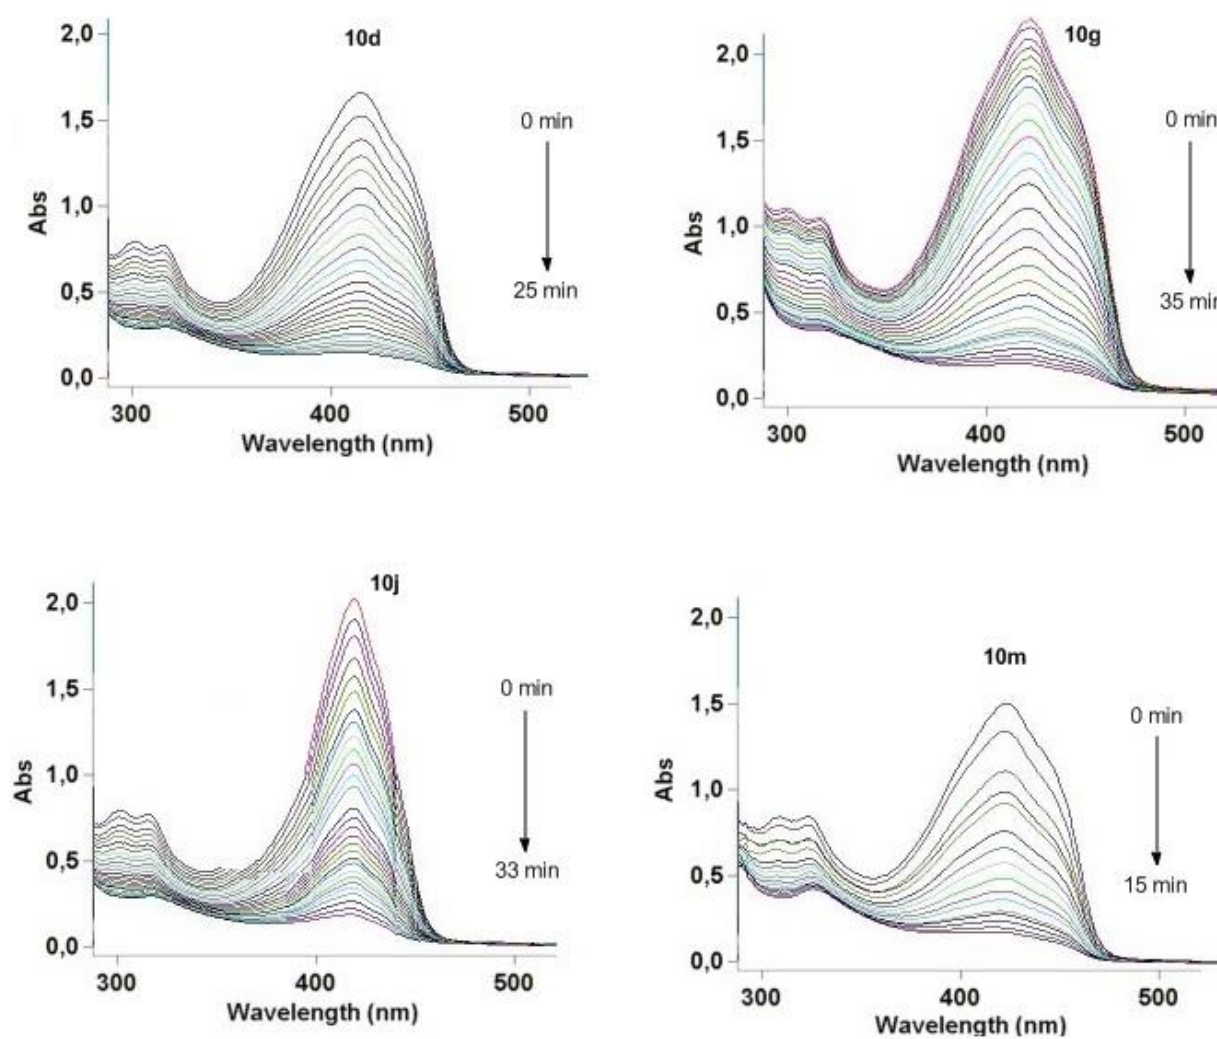 10d
2,0
1,5
1,0
0,5
0,0
Abs
0 min
25 min
300 400 500
Wavelength (nm)
10g
2,0
1,5
1,0
0,5
0,0
Abs
0 min
35 min
300 400 500
Wavelength (nm)
10j
2,0
1,5
1,0
0,5
0,0
Abs
0 min
33 min
300 400 500
Wavelength (nm)
10m
2,0
1,5
1,0
0,5
0,0
Abs
0 min
15 min
300 400 500
Wavelength (nm)